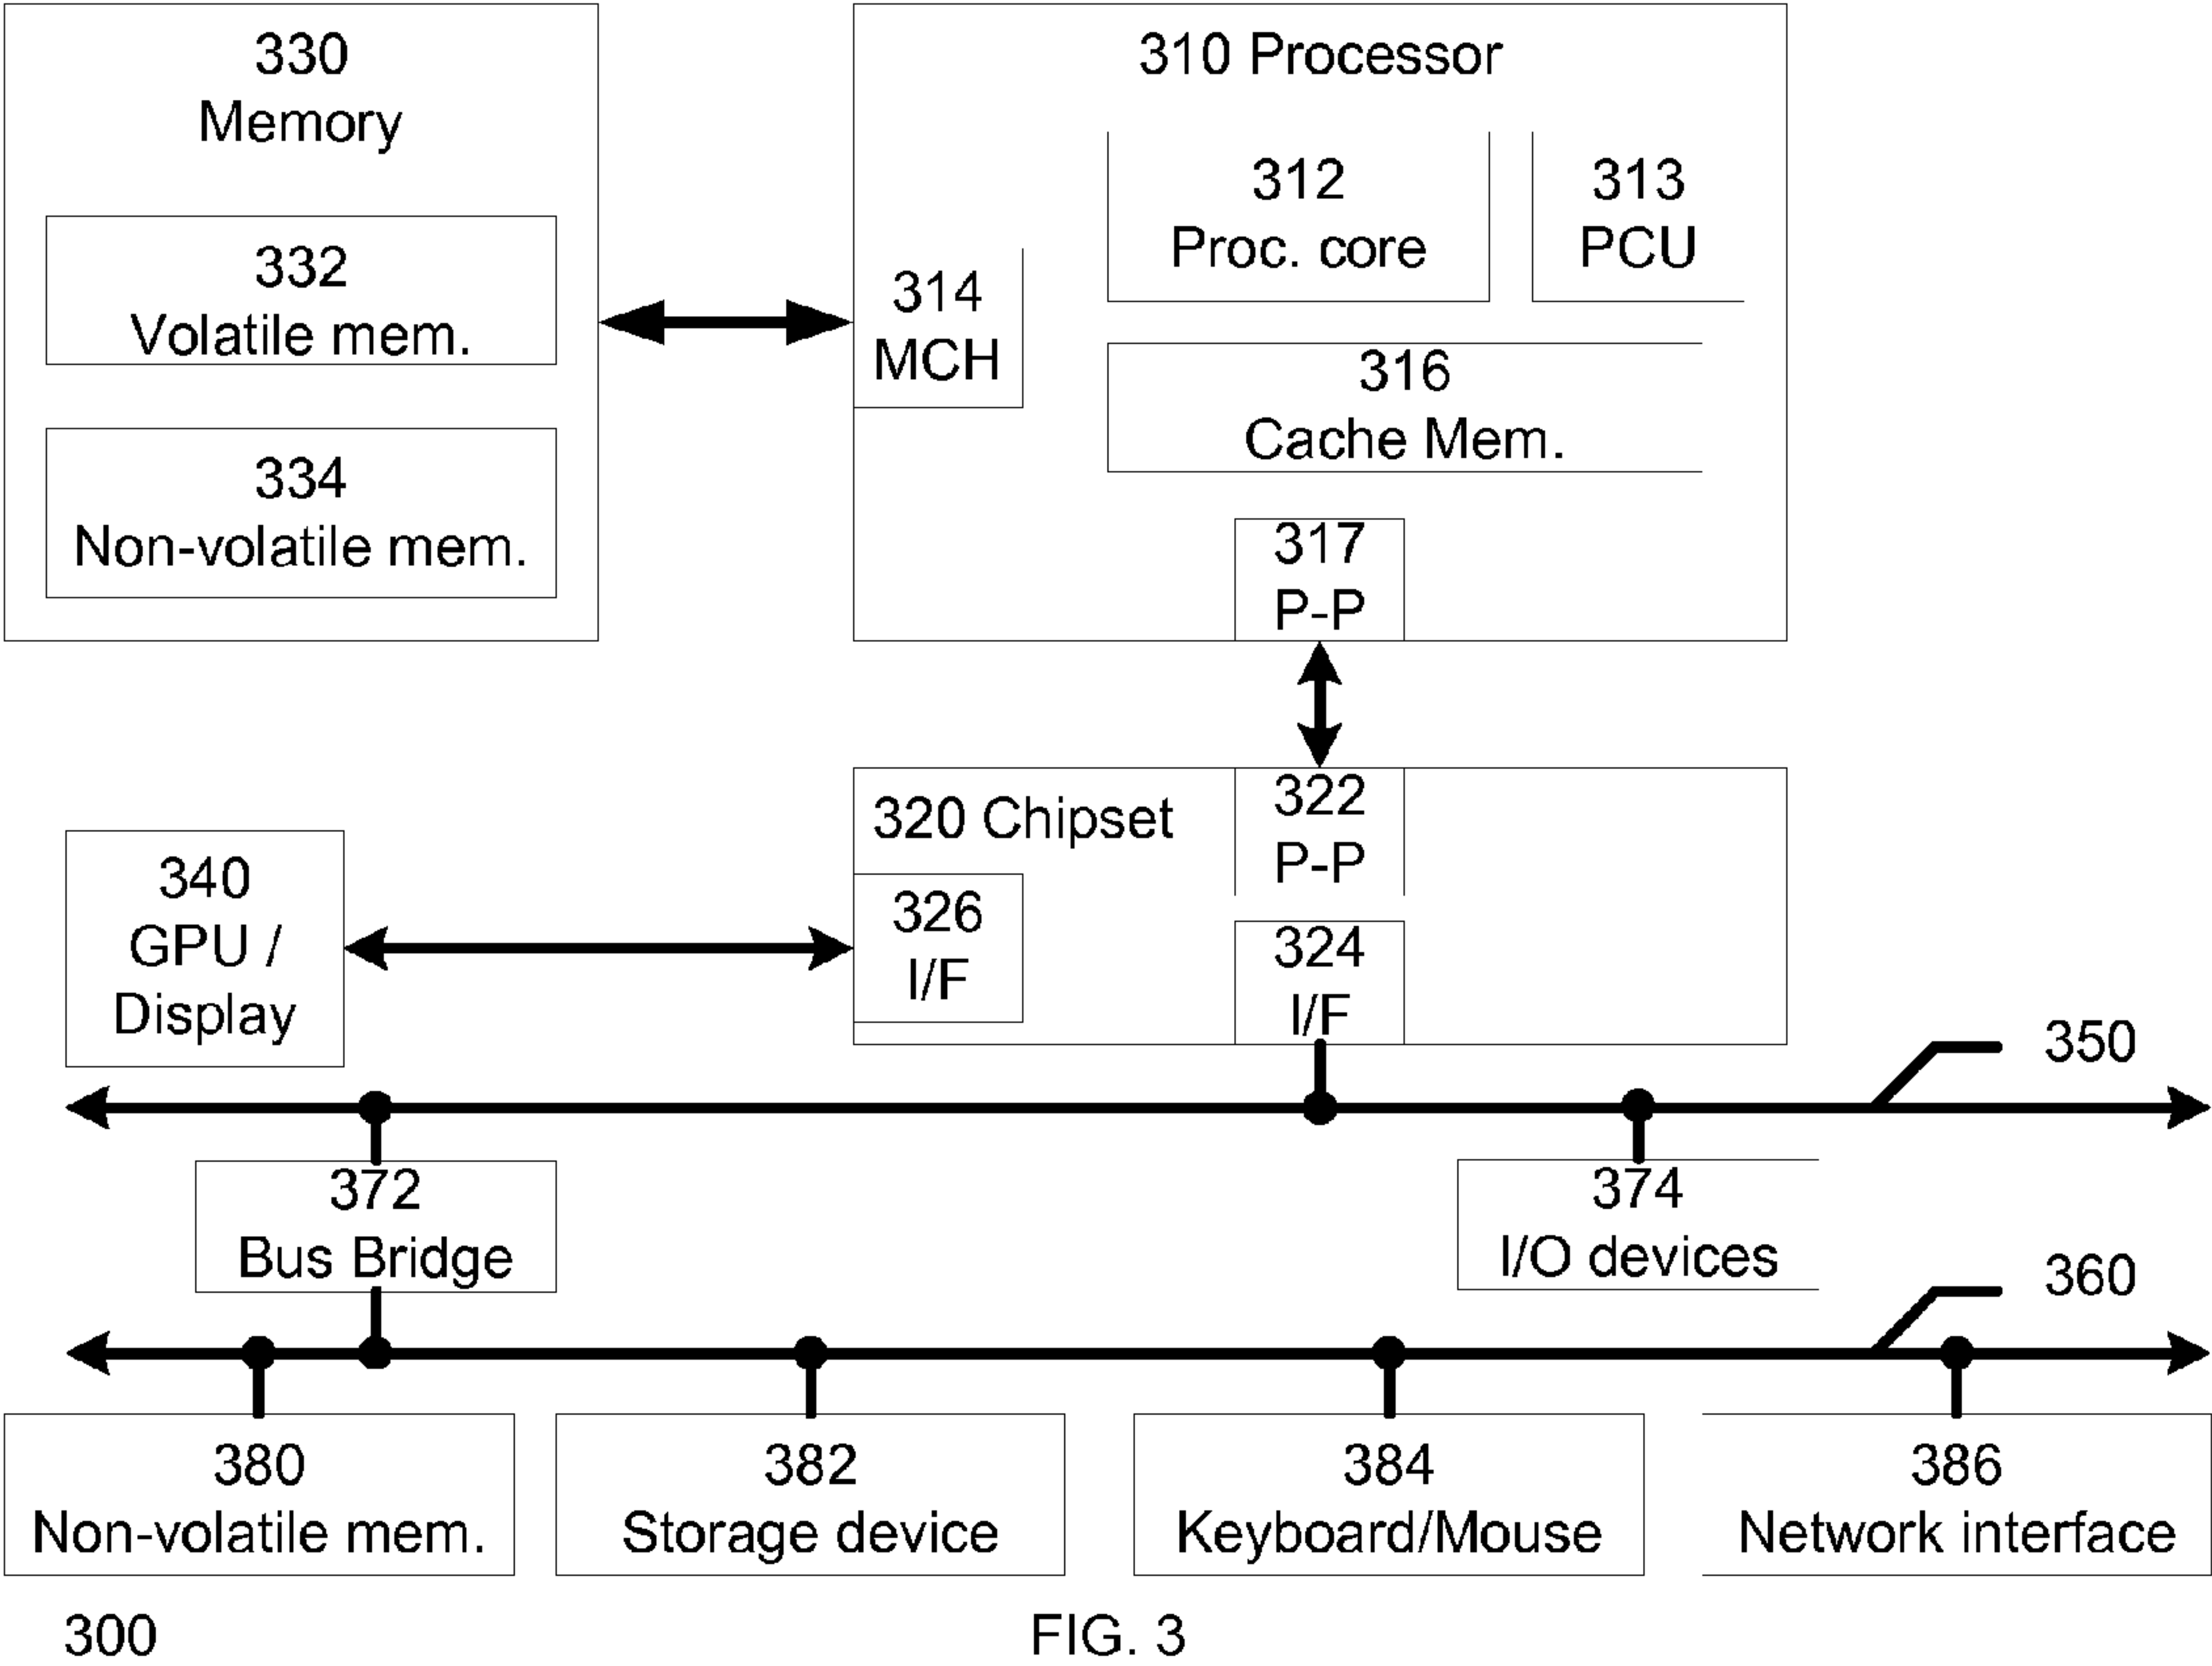 330
Memory
332
Volatile mem.
334
Non-volatile mem.
310 Processor
312
Proc. core
313
PCU
314
MCH
316
Cache Mem.
317
P-P
320 Chipset
322
P-P
326
I/F
324
I/F
340
GPU /
Display
350
372
Bus Bridge
374
I/O devices
360
380
Non-volatile mem.
382
Storage device
384
Keyboard/Mouse
386
Network interface
300
FIG. 3